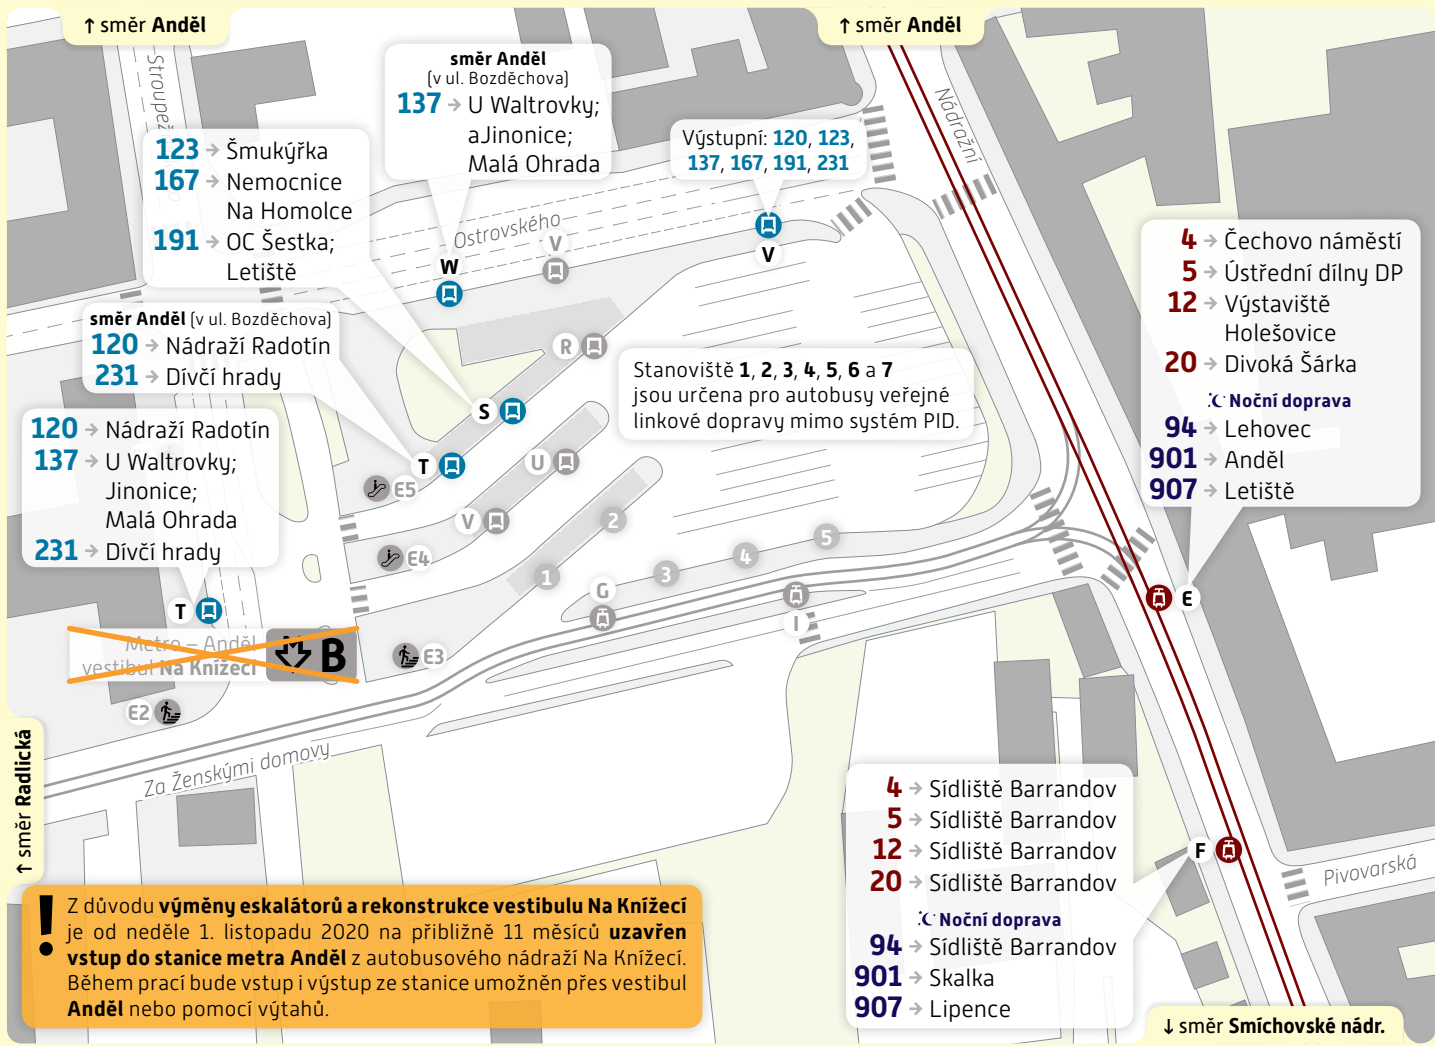 ↑ směr Anděl
↑ směr Anděl
Stroupež
Nádražní
směr Anděl
(v ul. Bozděchova)
137 → U Waltrovky;
aJinonice;
Malá Ohrada
123 → Šmukýřka
167 → Nemocnice
Na Homolce
191 → OC Šestka;
Letiště
Výstupní: 120, 123,
137, 167, 191, 231
Ostrovského
V
W
V
4 → Čechovo náměstí
5 → Ústřední dílny DP
12 → Výstaviště
Holešovice
20 → Divoká Šárka
Noční doprava
94 → Lehovec
901 → Anděl
907 → Letiště
směr Anděl (v ul. Bozděchova)
120 → Nádraží Radotín
231 → Dívčí hrady
R
Stanoviště 1, 2, 3, 4, 5, 6 a 7
jsou určena pro autobusy veřejné
linkové dopravy mimo systém PID.
S
120 → Nádraží Radotín
137 → U Waltrovky;
Jinonice;
Malá Ohrada
231 → Dívčí hrady
T
U
E5
V
2
E4
5
4
3
1
G
E
T
I
Metro – Anděl
vestibul Na Knížecí
B
E3
E2
Za Ženskými domovy
↑ směr Radlická
4 → Sídliště Barrandov
5 → Sídliště Barrandov
12 → Sídliště Barrandov
20 → Sídliště Barrandov
Noční doprava
94 → Sídliště Barrandov
901 → Skalka
907 → Lipence
F
Pivovarská
! Z důvodu výměny eskalátorů a rekonstrukce vestibulu Na Knížecí
je od neděle 1. listopadu 2020 na přibližně 11 měsíců uzavřen
vstup do stanice metra Anděl z autobusového nádraží Na Knížecí.
Během prací bude vstup i výstup ze stanice umožněn přes vestibul
Anděl nebo pomocí výtahů.
↓ směr Smíchovské nádr.